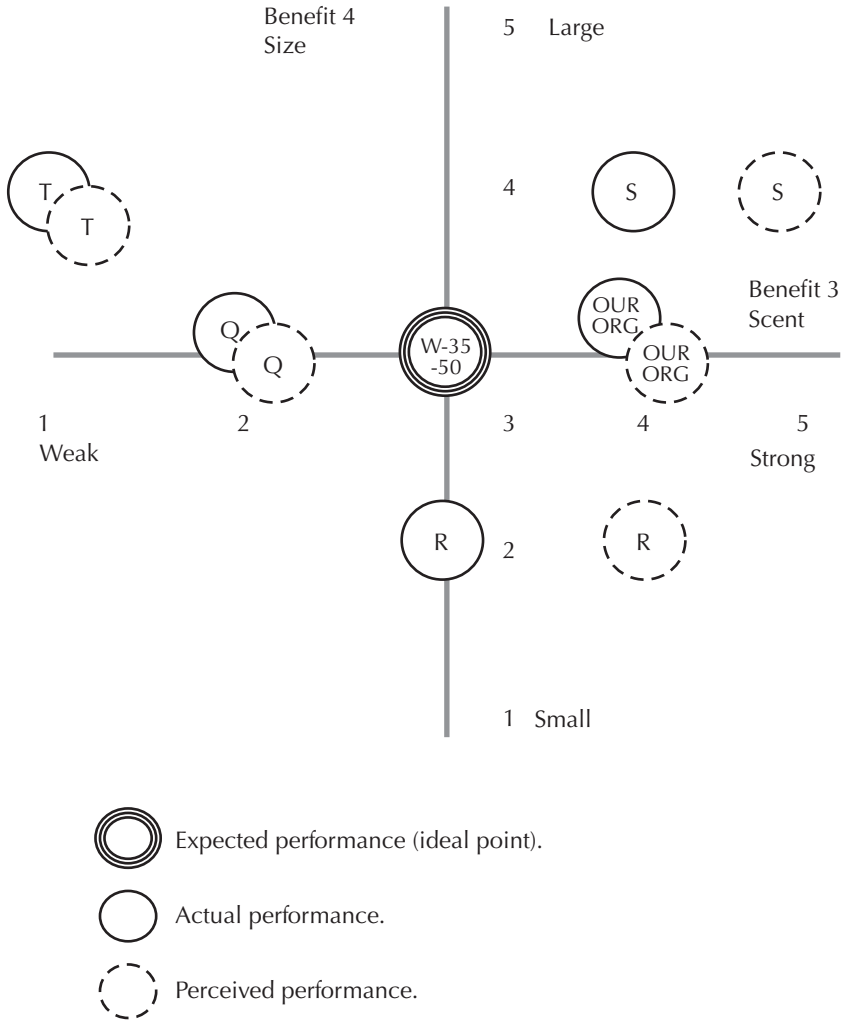 Benefit 4
Size
5 Large
T
4
S
S
T
Benefit 3
Scent
OUR
ORG
Q
W-35
-50
OUR
ORG
Q
1
2
3
4
5
Weak
Strong
R
R
2
1 Small
Expected performance (ideal point).
Actual performance.
Perceived performance.